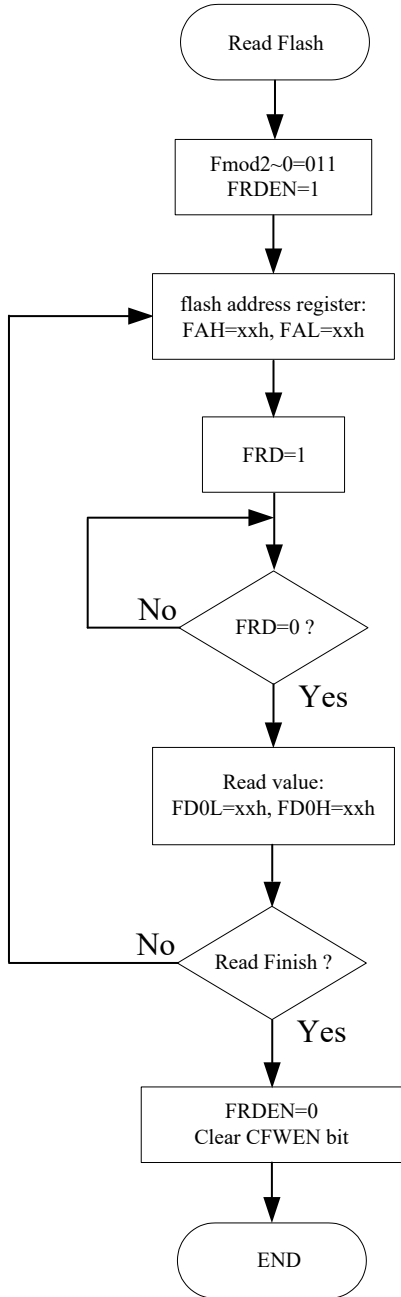 Read Flash
Fmod2~0=011
FRDEN=1
flash address register:
FAH=xxh, FAL=xxh
FRD=1
No
FRD=0 ?
Yes
Read value:
FD0L=xxh, FD0H=xxh
No
Read Finish ?
Yes
FRDEN=0
Clear CFWEN bit
END